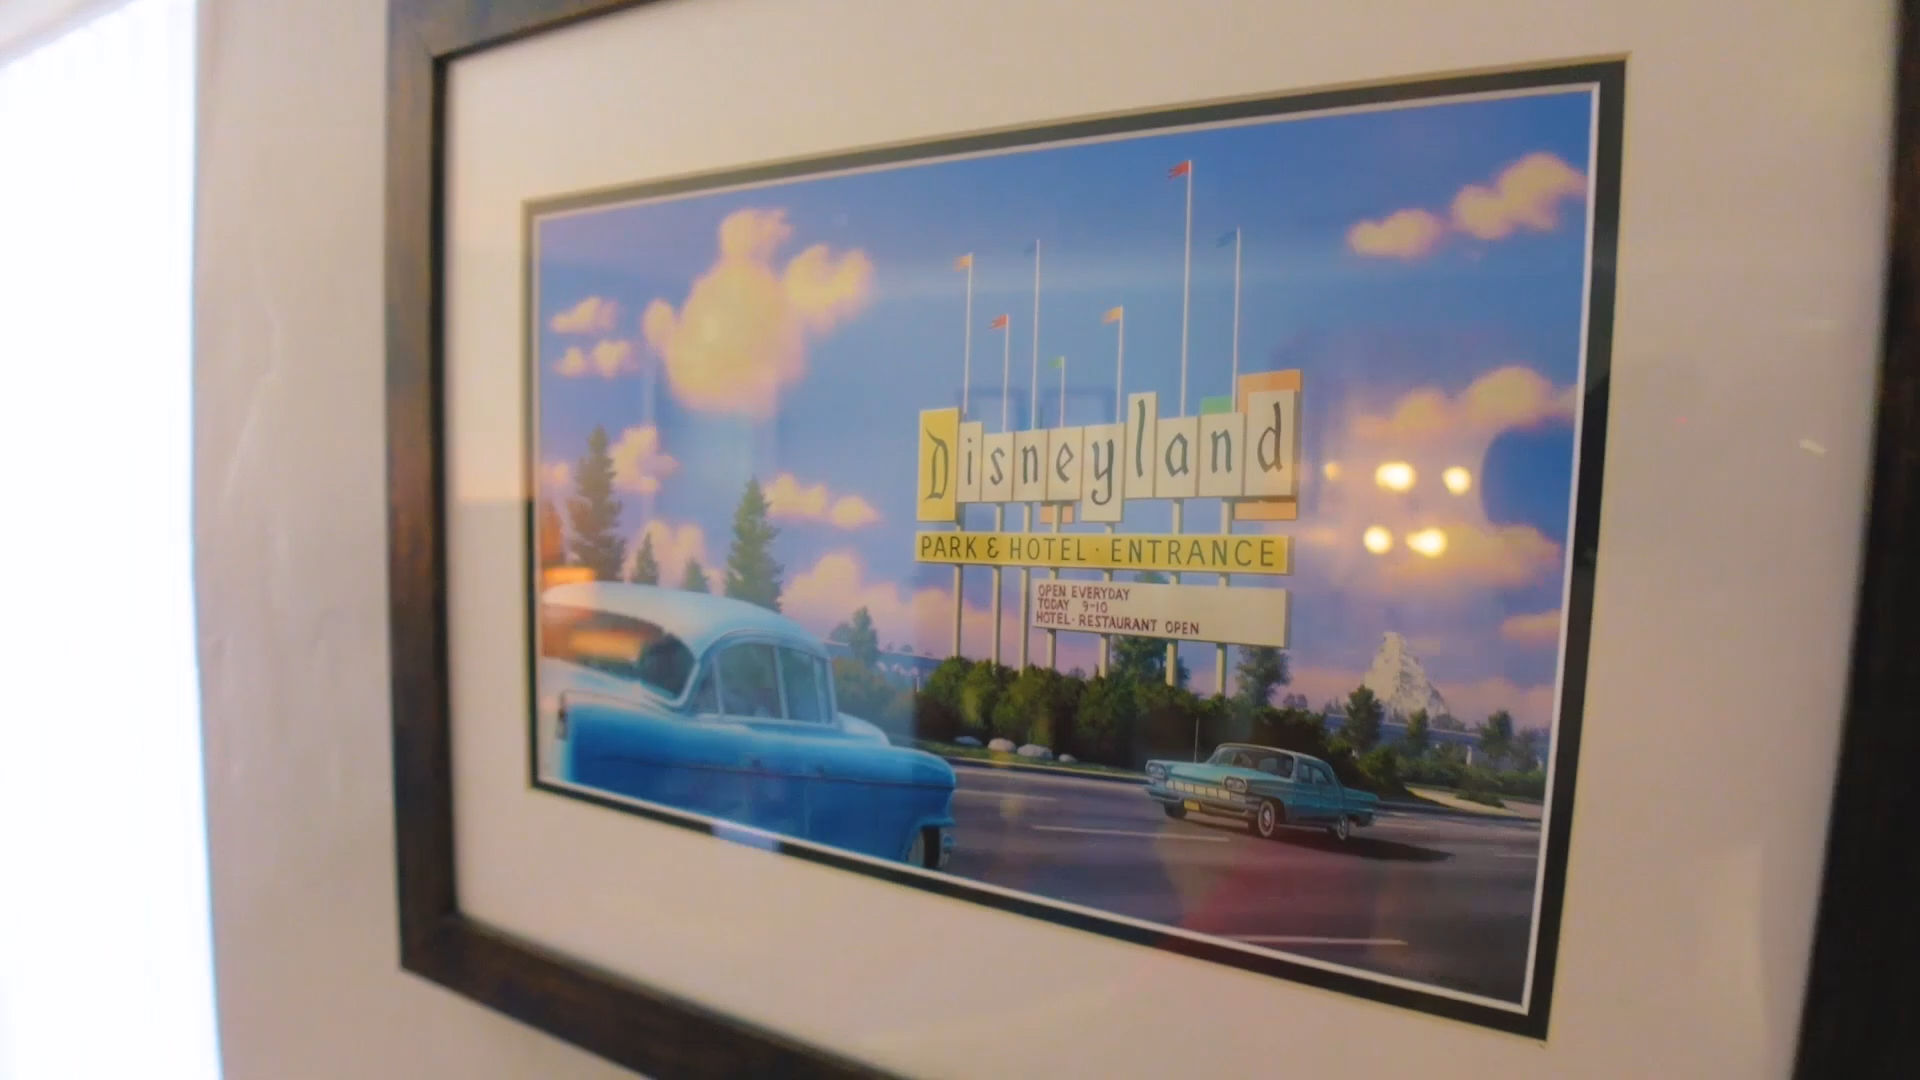 Disneyland
PARK & HOTEL · ENTRANCE
OPEN EVERYDAY
TODAY 9-10
HOTEL · RESTAURANT OPEN